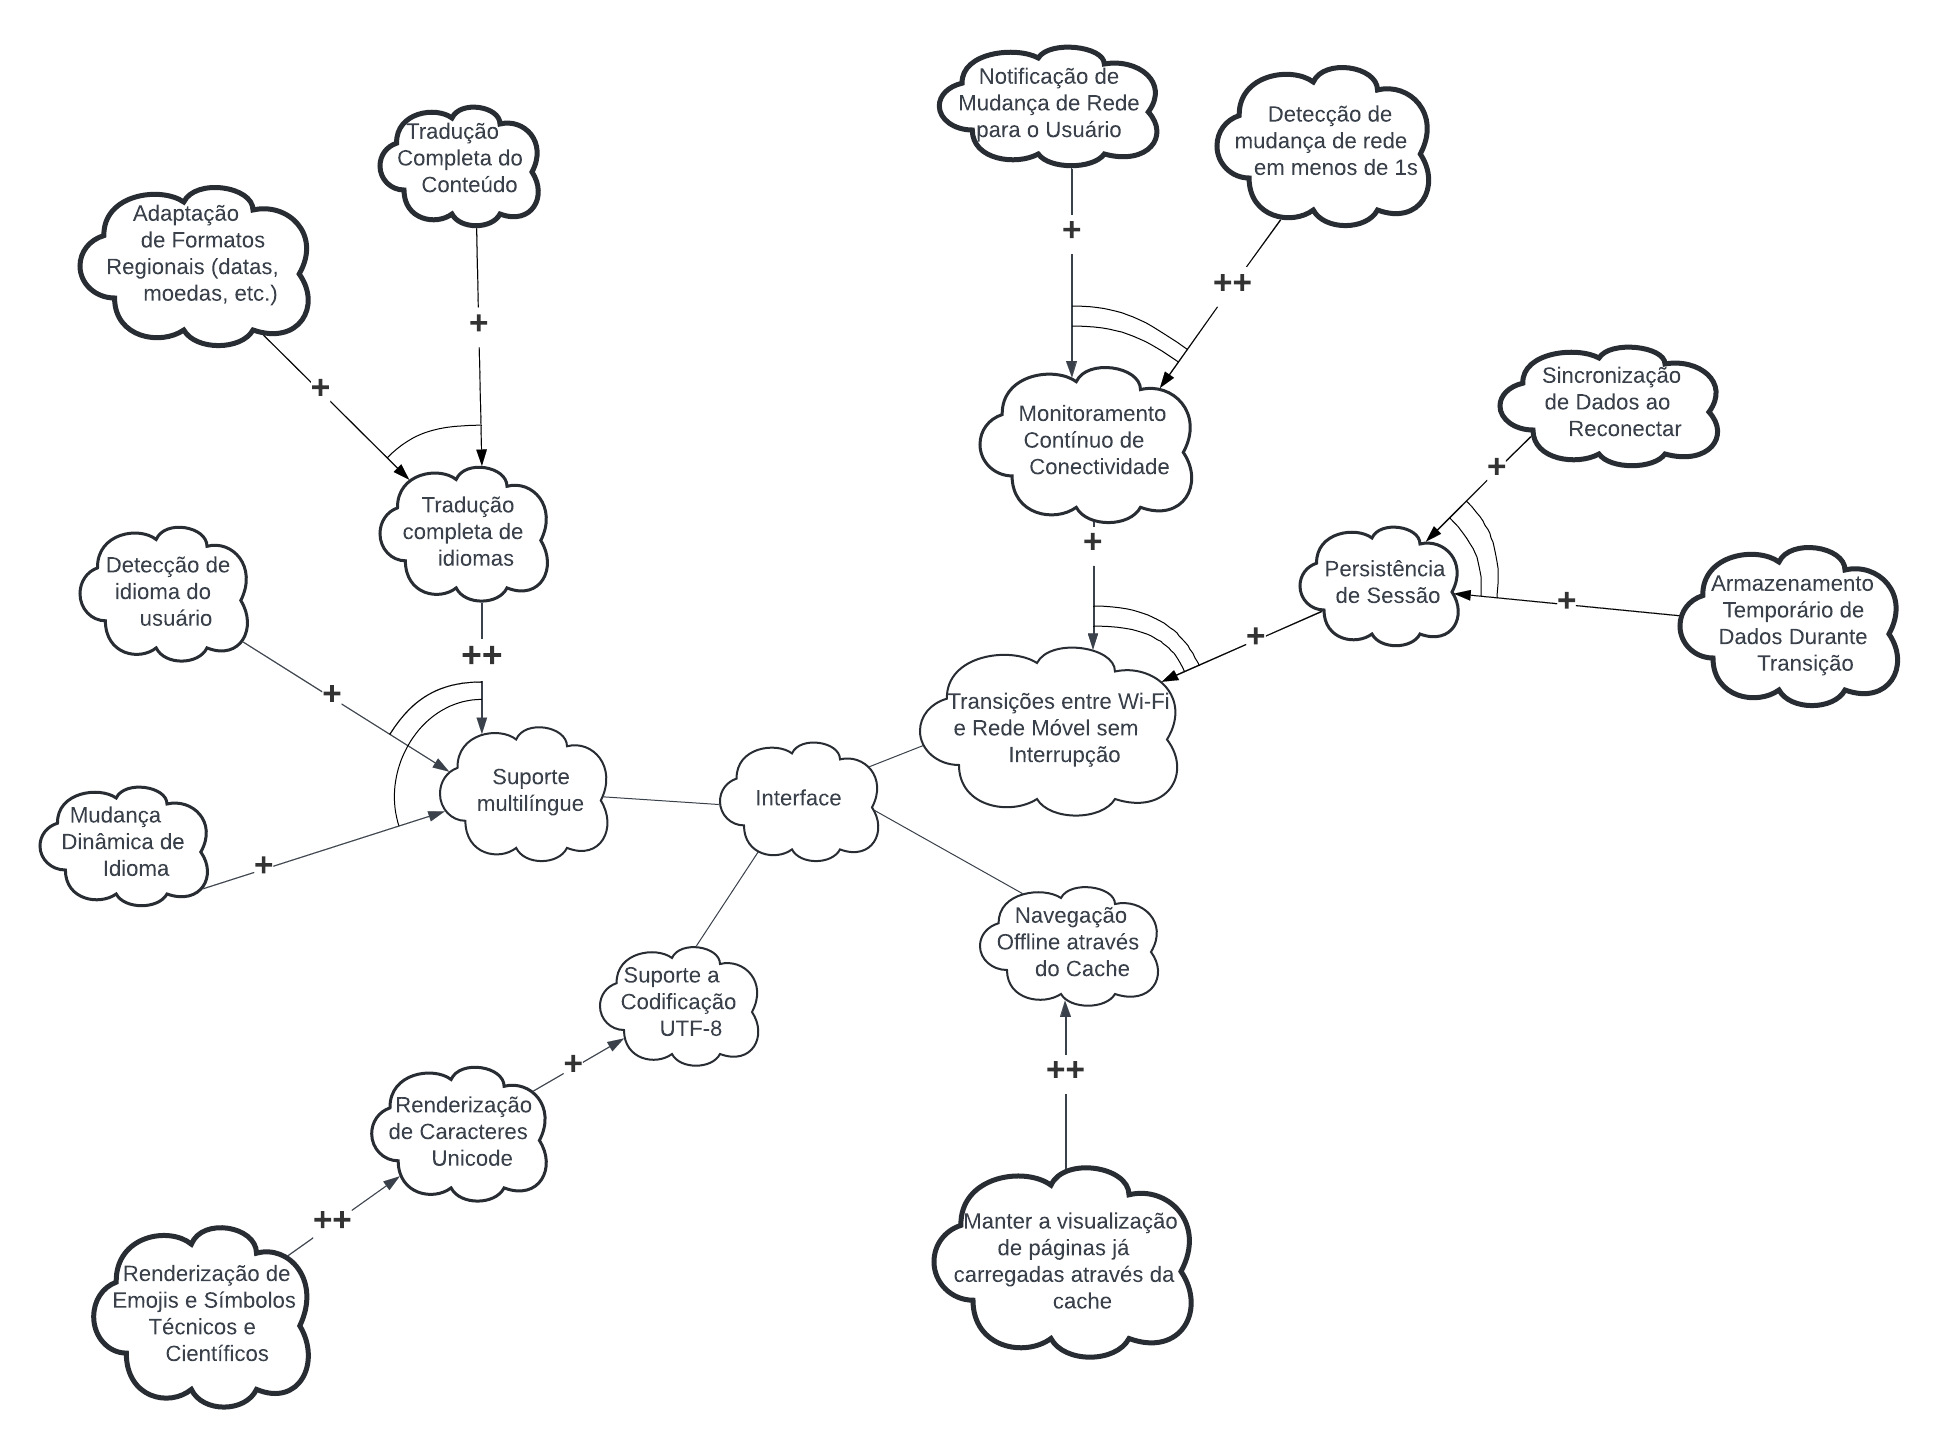 Notificação de
Mudança de Rede
para o Usuário
Detecção de
mudança de rede
em menos de 1s
Tradução
Completa do
Conteúdo
Adaptação
de Formatos
Regionais (datas,
moedas, etc.)
+
++
+
+
Sincronização
de Dados ao
Reconectar
Monitoramento
Contínuo de
Conectividade
+
Tradução
completa de
idiomas
+
Detecção de
idioma do
usuário
Persistência
de Sessão
+
Armazenamento
Temporário de
Dados Durante
Transição
++
+
+
Transições entre Wi-Fi
e Rede Móvel sem
Interrupção
Suporte
multilíngue
Interface
Mudança
Dinâmica de
Idioma
+
Navegação
Offline através
do Cache
Suporte a
Codificação
UTF-8
+
++
Renderização
de Caracteres
Unicode
++
Manter a visualização
de páginas já
carregadas através da
cache
Renderização de
Emojis e Símbolos
Técnicos e
Científicos